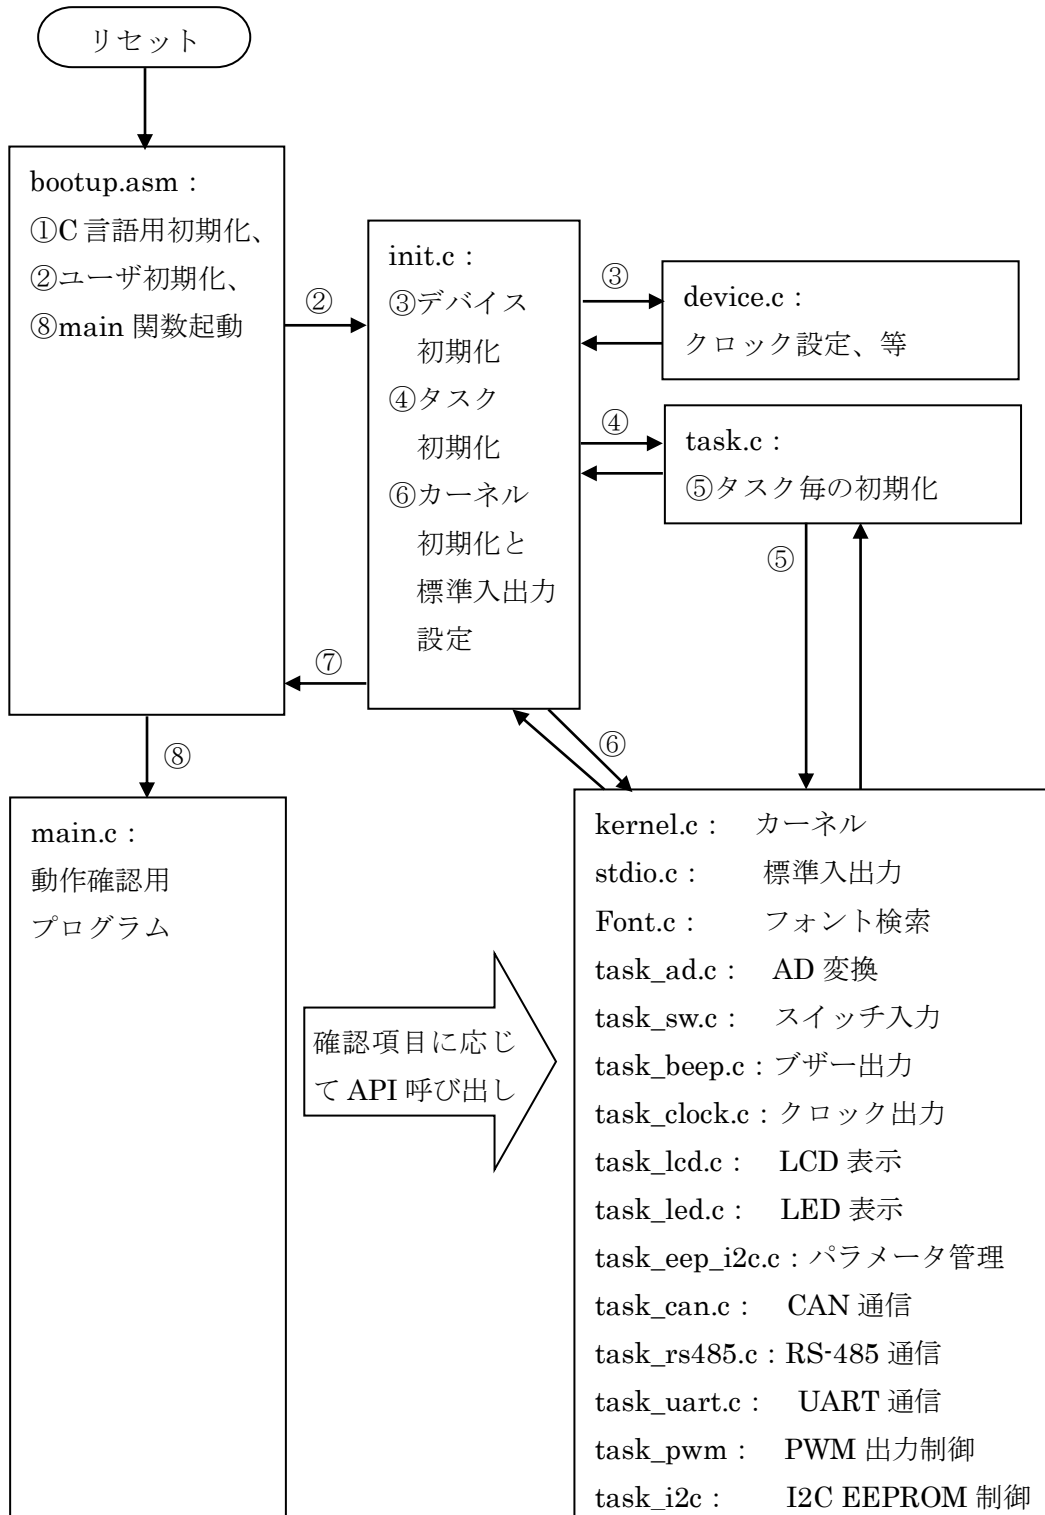 リセット
bootup.asm：
①C 言語用初期化、
②ユーザ初期化、
⑧main 関数起動
②
init.c：
③デバイス
初期化
④タスク
初期化
⑥カーネル
初期化と
標準入出力
設定
③
device.c：
クロック設定、等
④
task.c：
⑤タスク毎の初期化
⑤
⑦
⑥
⑧
main.c：
動作確認用
プログラム
確認項目に応じ
て API 呼び出し
kernel.c： カーネル
stdio.c： 標準入出力
Font.c： フォント検索
task_ad.c： AD 変換
task_sw.c： スイッチ入力
task_beep.c：ブザー出力
task_clock.c：クロック出力
task_lcd.c： LCD 表示
task_led.c： LED 表示
task_eep_i2c.c：パラメータ管理
task_can.c： CAN 通信
task_rs485.c：RS-485 通信
task_uart.c： UART 通信
task_pwm： PWM 出力制御
task_i2c： I2C EEPROM 制御